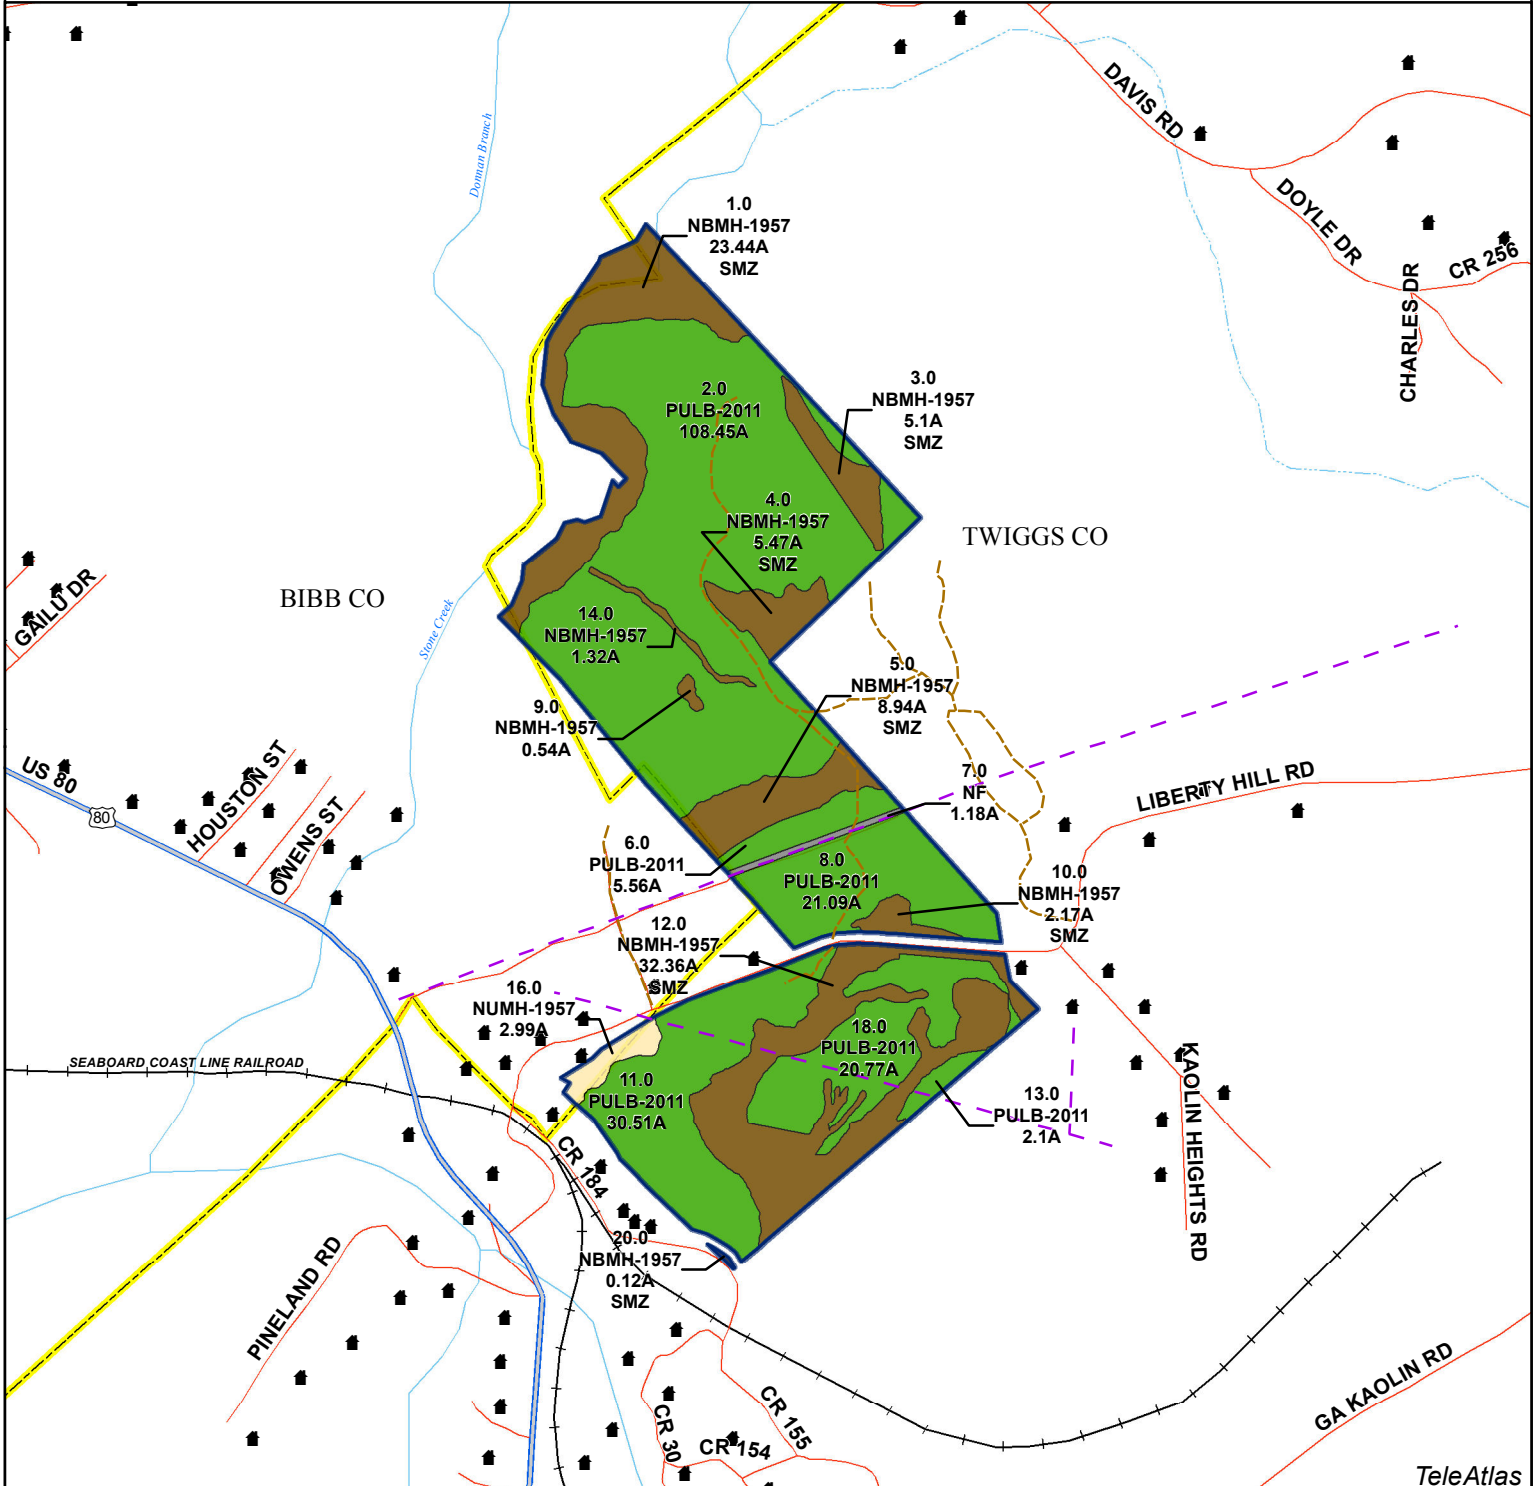 Donnan Branch
DAVIS RD
DOYLE DR
CR 256
CHARLES DR
1.0
NBMH-1957
23.44A
SMZ
2.0
PULB-2011
108.45A
3.0
NBMH-1957
5.1A
SMZ
4.0
NBMH-1957
5.47A
SMZ
TWIGGS CO
BIBB CO
GAILU DR
Stone Creek
14.0
NBMH-1957
1.32A
5.0
NBMH-1957
8.94A
SMZ
9.0
NBMH-1957
0.54A
US 80
80
HOUSTON ST
OWENS ST
7.0
NF
1.18A
LIBERTY HILL RD
6.0
PULB-2011
5.56A
8.0
PULB-2011
21.09A
10.0
NBMH-1957
2.17A
SMZ
12.0
NBMH-1957
32.36A
SMZ
16.0
NUMH-1957
2.99A
18.0
PULB-2011
20.77A
SEABOARD COAST LINE RAILROAD
11.0
PULB-2011
30.51A
13.0
PULB-2011
2.1A
KAOLIN HEIGHTS RD
CR 184
20.0
NBMH-1957
0.12A
SMZ
PINELAND RD
CR 30
CR 154
CR 155
GA KAOLIN RD
TeleAtlas